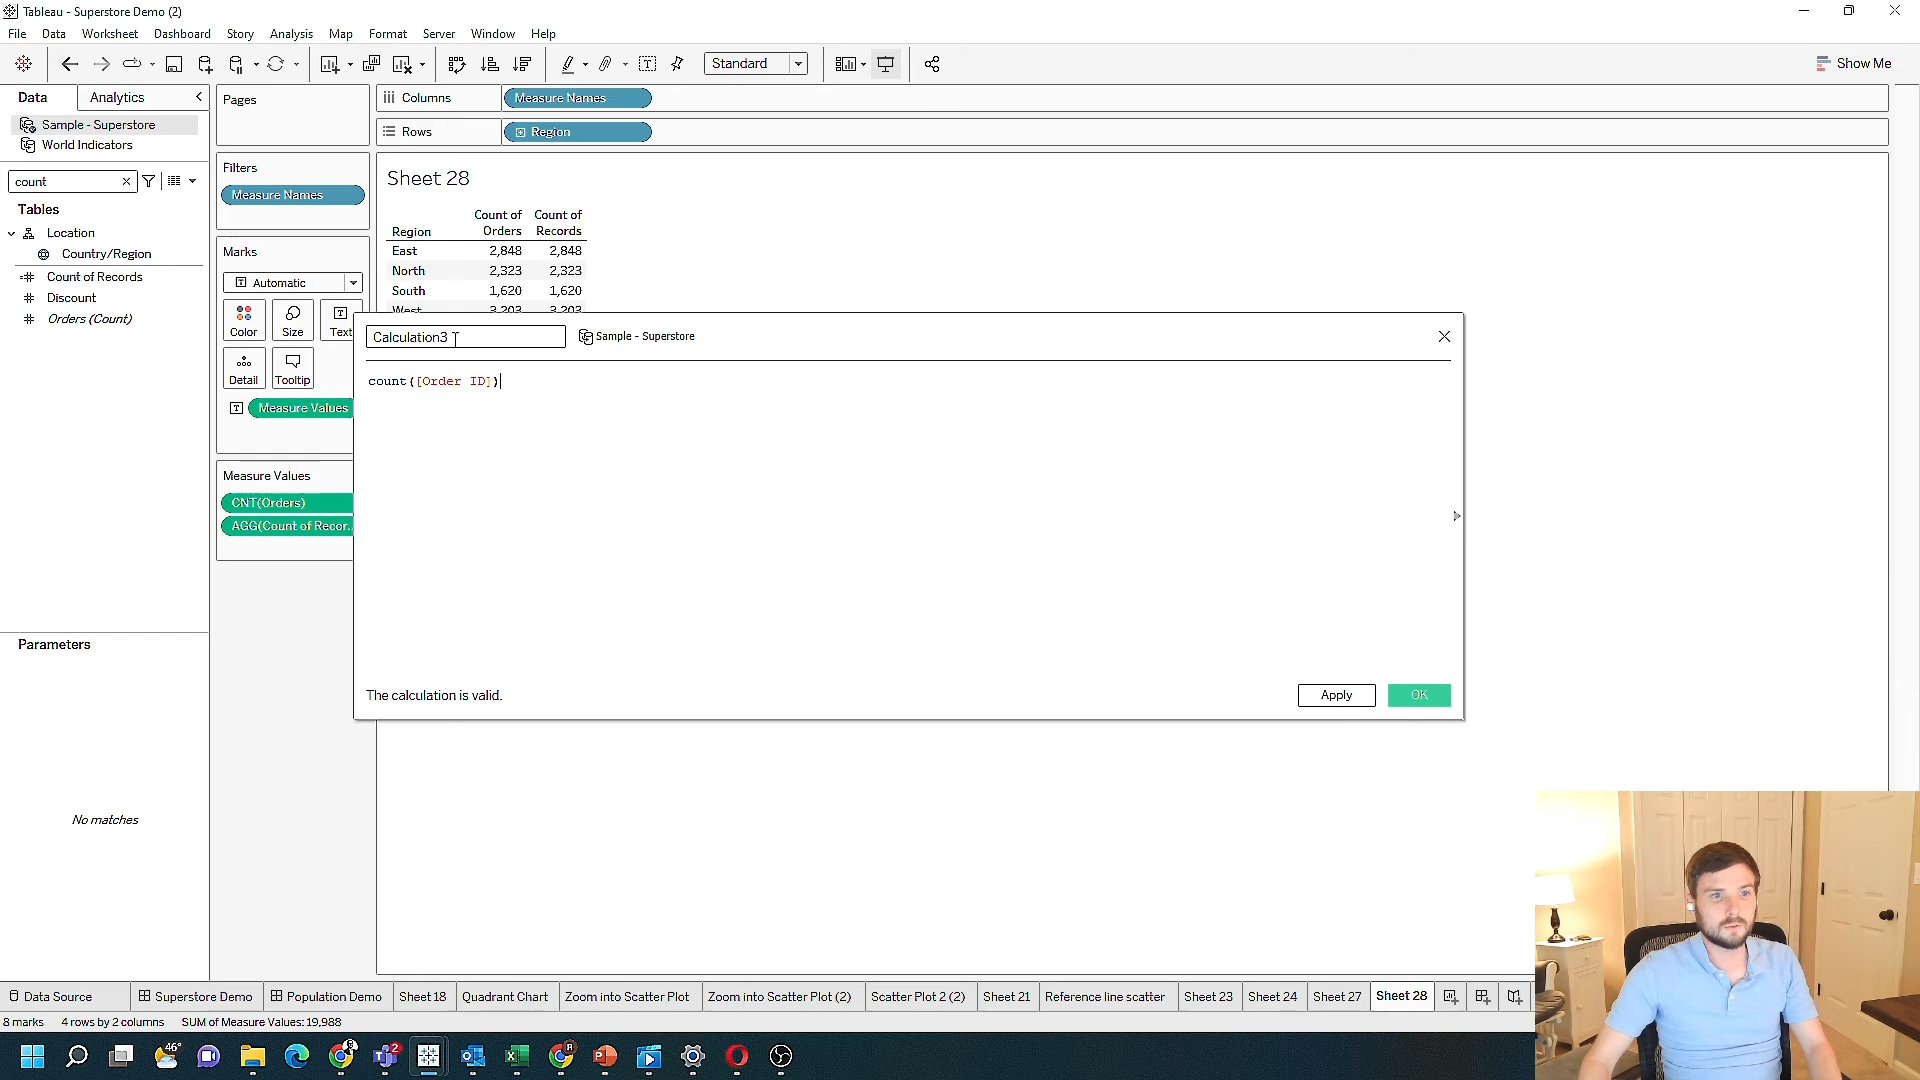 Tableau - Superstore Demo (2)
File Data Worksheet Dashboard Story Analysis Map Format Server Window Help
Standard
Show Me
Data Analytics
Pages
Columns Measure Names
Sample - Superstore
Rows Region
World Indicators
Filters
count
Measure Names
Sheet 28
Tables
Location
Country/Region
Count of Records
Discount
Orders (Count)
Region Count of Orders Count of Records
East 2,848 2,848
North 2,323 2,323
South 1,620 1,620
West 3,203 3,203
Marks
Automatic
Color Size Text
Detail Tooltip
Measure Values
Measure Values
CNT(Orders)
AGG(Count of Recor..
Calculation3
Sample - Superstore
count([Order ID])
The calculation is valid.
Apply OK
Parameters
No matches
Data Source Superstore Demo Population Demo Sheet 18 Quadrant Chart Zoom into Scatter Plot Zoom into Scatter Plot (2) Scatter Plot 2 (2) Sheet 21 Reference line scatter Sheet 23 Sheet 24 Sheet 27 Sheet 28
8 marks 4 rows by 2 columns SUM of Measure Values: 19,988
46°
2